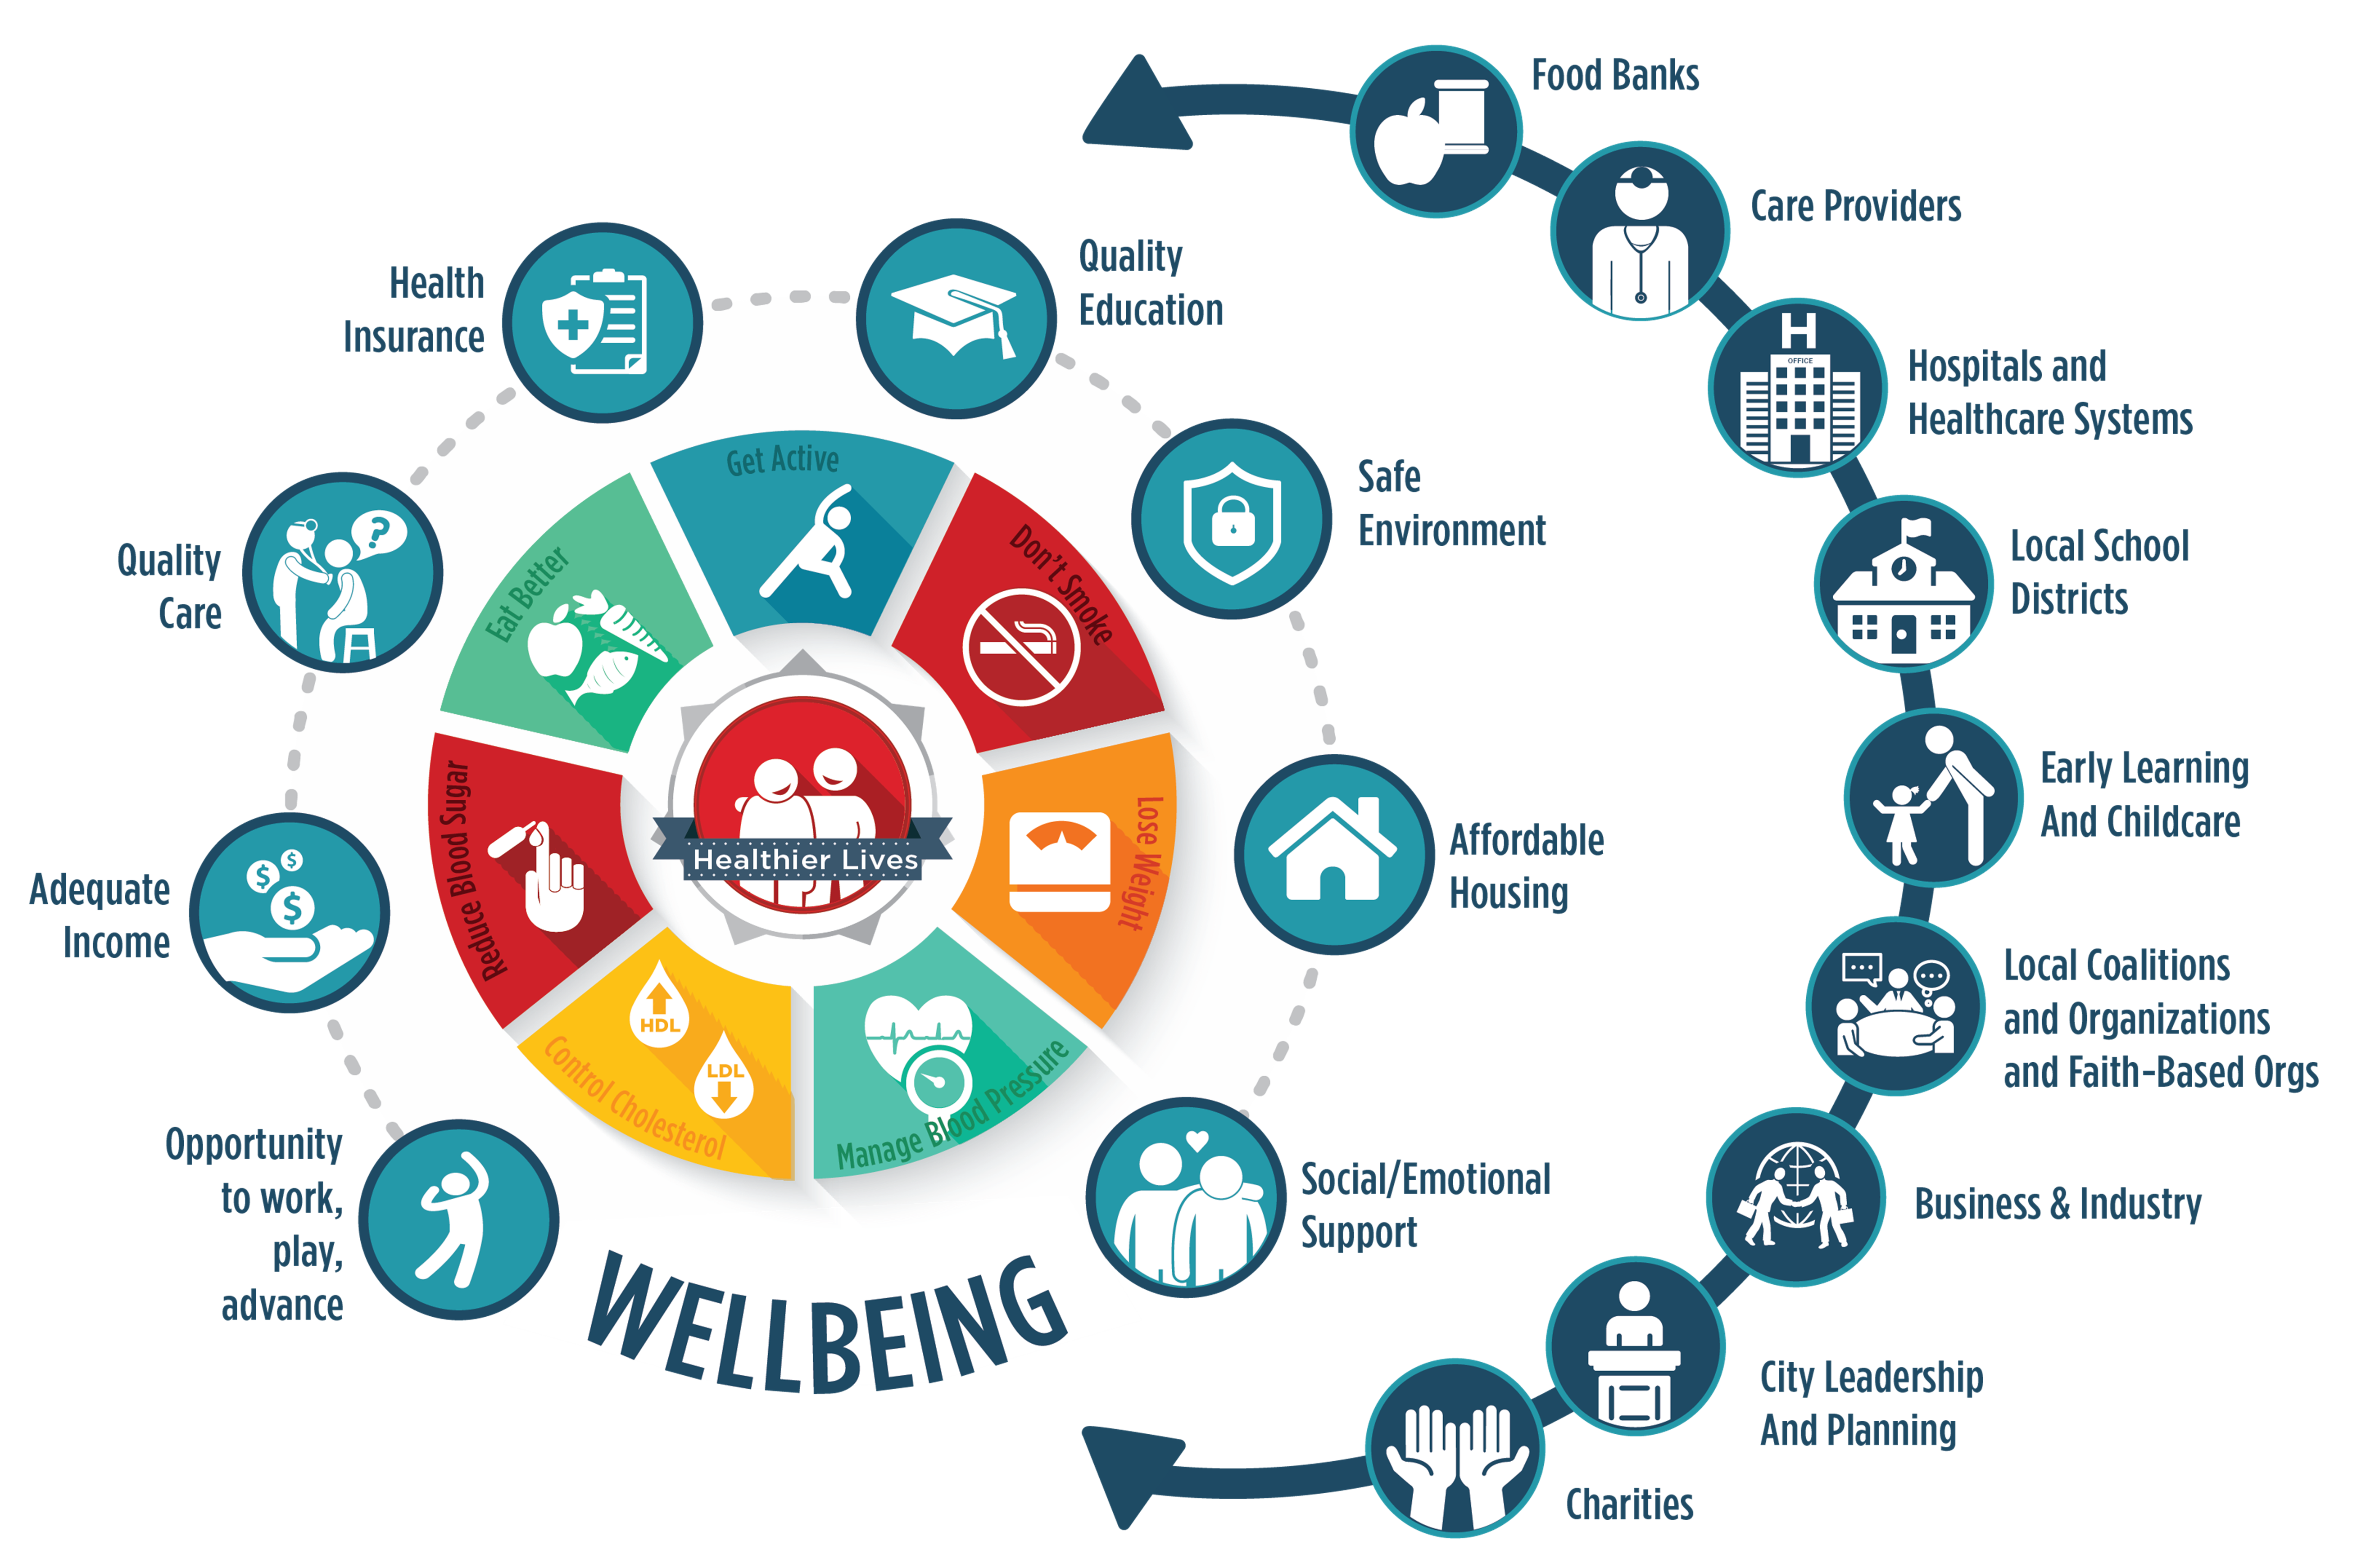 Food Banks
Care Providers
Hospitals and
Healthcare Systems
H
OFFICE
Local School
Districts
Early Learning
And Childcare
Local Coalitions
and Organizations
and Faith-Based Orgs
Business & Industry
City Leadership
And Planning
Charities
Health
Insurance
Quality
Education
Safe
Environment
Affordable
Housing
Social/Emotional
Support
Quality
Care
?
Adequate
Income
$
$
$
Opportunity
to work,
play,
advance
Get Active
Don't Smoke
Lose Weight
Manage Blood Pressure
Control Cholesterol
HDL
LDL
Reduce Blood Sugar
Eat Better
Healthier Lives
WELLBEING